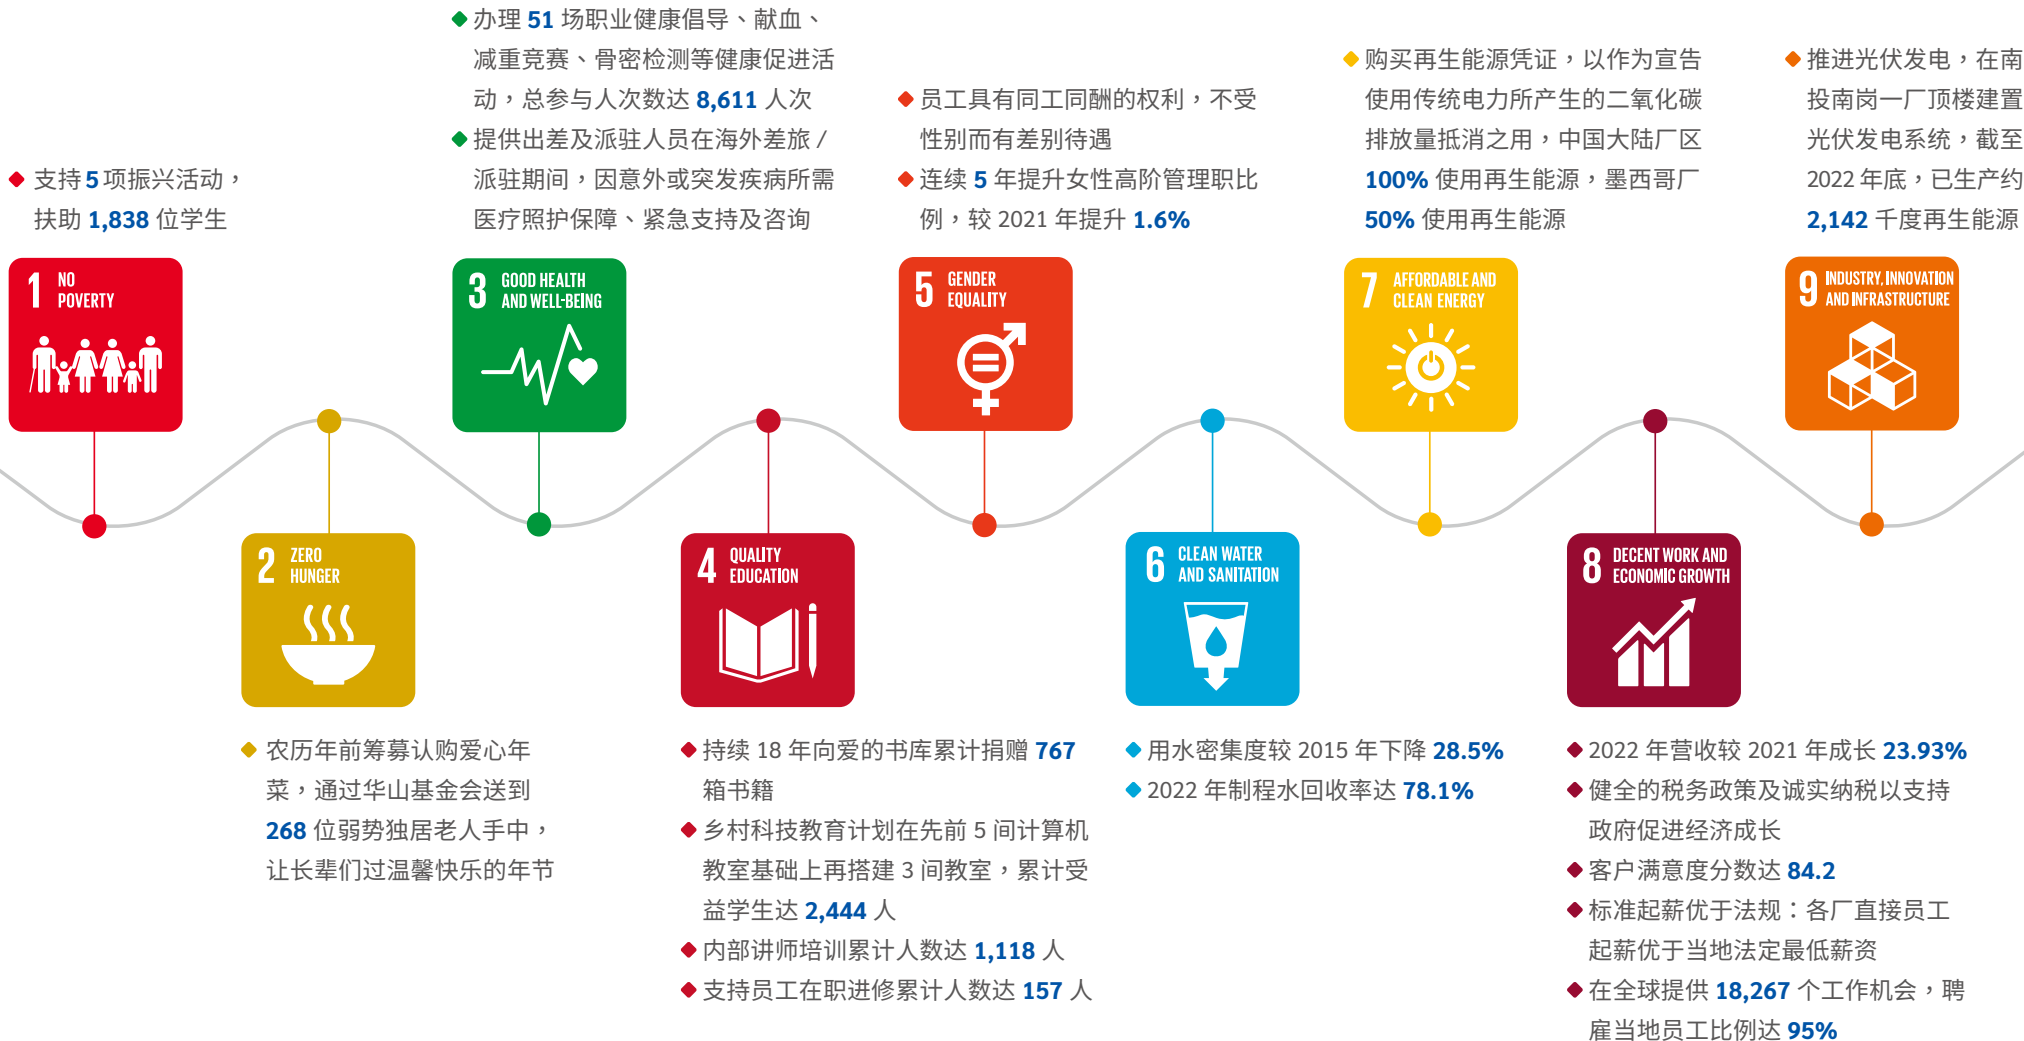 支持 5 项振兴活动，
扶助 1,838 位学生
1 NO
POVERTY
农历年前筹募认购爱心年
菜，通过华山基金会送到
268 位弱势独居老人手中，
让长辈们过温馨快乐的年节
2 ZERO
HUNGER
办理 51 场职业健康倡导、献血、
减重竞赛、骨密检测等健康促进活
动，总参与人次数达 8,611 人次
提供出差及派驻人员在海外差旅 /
派驻期间，因意外或突发疾病所需
医疗照护保障、紧急支持及咨询
3 GOOD HEALTH
AND WELL-BEING
4 QUALITY
EDUCATION
持续 18 年向爱的书库累计捐赠 767
箱书籍
乡村科技教育计划在先前 5 间计算机
教室基础上再搭建 3 间教室，累计受
益学生达 2,444 人
内部讲师培训累计人数达 1,118 人
支持员工在职进修累计人数达 157 人
员工具有同工同酬的权利，不受
性别而有差别待遇
连续 5 年提升女性高阶管理职比
例，较 2021 年提升 1.6%
5 GENDER
EQUALITY
6 CLEAN WATER
AND SANITATION
用水密集度较 2015 年下降 28.5%
2022 年制程水回收率达 78.1%
购买再生能源凭证，以作为宣告
使用传统电力所产生的二氧化碳
排放量抵消之用，中国大陆厂区
100% 使用再生能源，墨西哥厂
50% 使用再生能源
7 AFFORDABLE AND
CLEAN ENERGY
8 DECENT WORK AND
ECONOMIC GROWTH
2022 年营收较 2021 年成长 23.93%
健全的税务政策及诚实纳税以支持
政府促进经济成长
客户满意度分数达 84.2
标准起薪优于法规：各厂直接员工
起薪优于当地法定最低薪资
在全球提供 18,267 个工作机会，聘
雇当地员工比例达 95%
推进光伏发电，在南
投南岗一厂顶楼建置
光伏发电系统，截至
2022 年底，已生产约
2,142 千度再生能源
9 INDUSTRY, INNOVATION
AND INFRASTRUCTURE